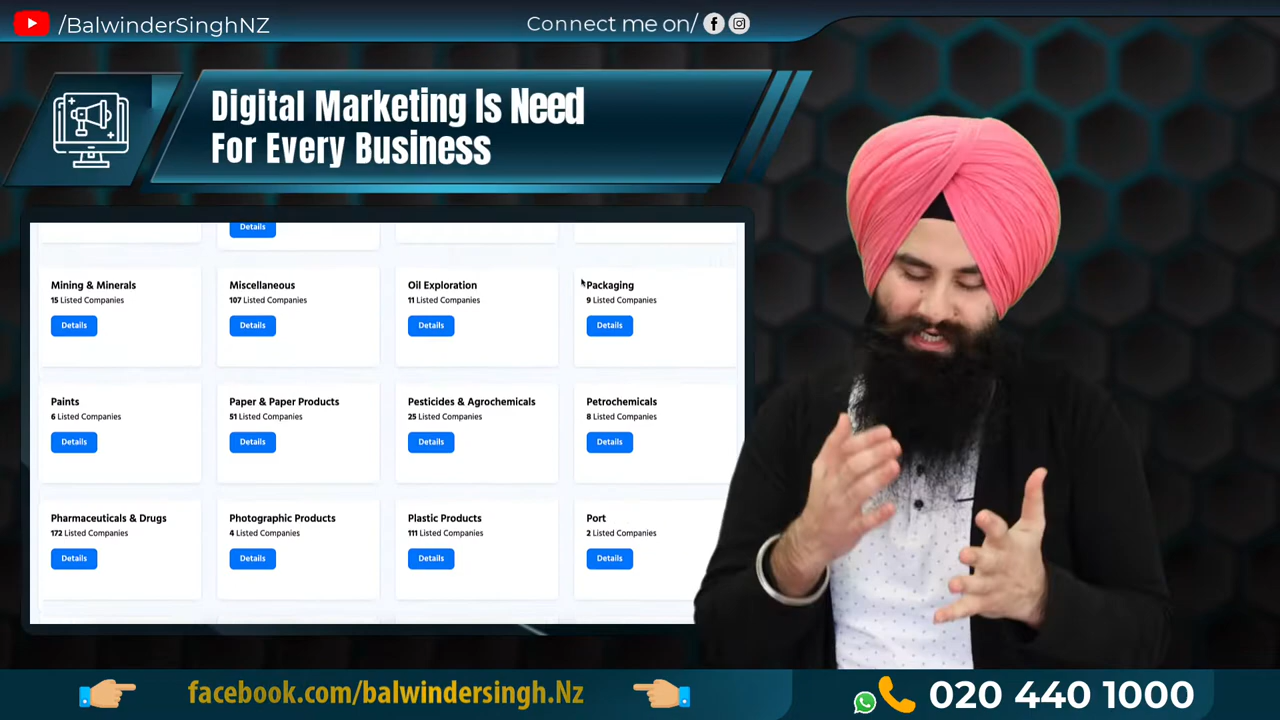 /BalwinderSinghNZ
Connect me on/
Digital Marketing Is Need
For Every Business
Details
Mining & Minerals
15 Listed Companies
Details
Miscellaneous
107 Listed Companies
Details
Oil Exploration
11 Listed Companies
Details
Packaging
9 Listed Companies
Details
Paints
6 Listed Companies
Details
Paper & Paper Products
51 Listed Companies
Details
Pesticides & Agrochemicals
25 Listed Companies
Details
Petrochemicals
8 Listed Companies
Details
Pharmaceuticals & Drugs
172 Listed Companies
Details
Photographic Products
4 Listed Companies
Details
Plastic Products
111 Listed Companies
Details
Port
2 Listed Companies
Details
facebook.com/balwindersingh.Nz
020 440 1000